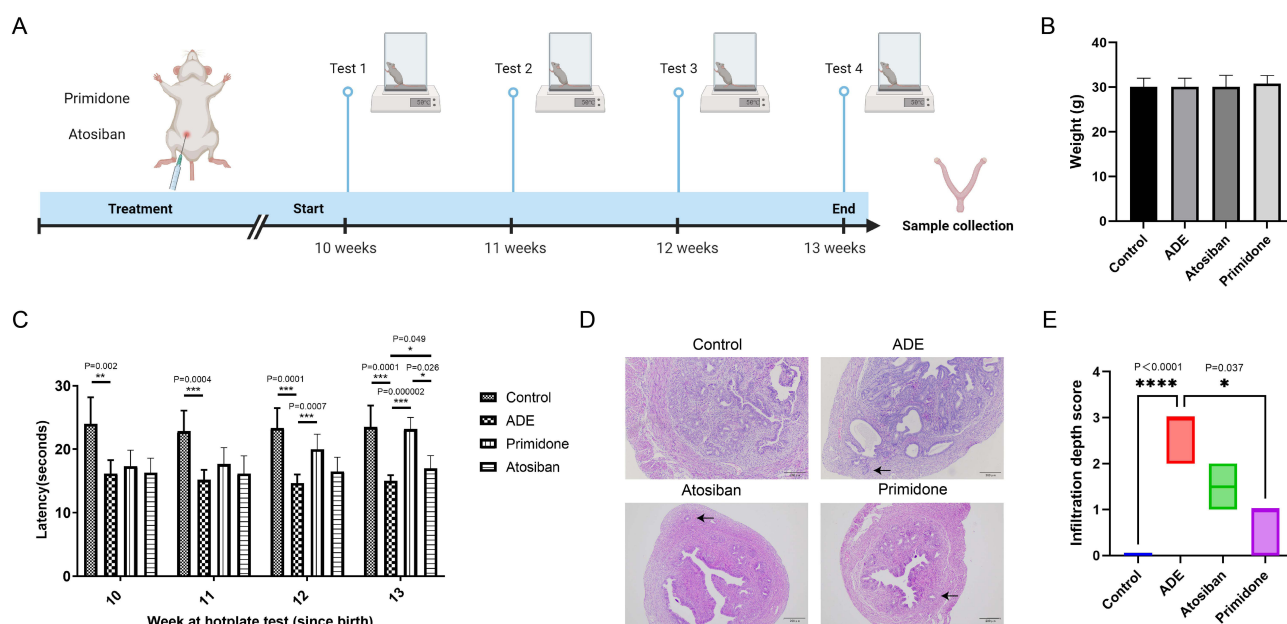 A
Primidone
Atosiban
Test 1
Test 2
Test 3
Test 4
Treatment
Start
End
10 weeks
11 weeks
12 weeks
13 weeks
Sample collection
B
Weight (g)
40
30
20
10
0
Control
ADE
Atosiban
Primidone
C
Latency(seconds)
30
20
10
0
P=0.002
**
P=0.0004
***
P=0.0001
***
P=0.0007
***
P=0.049
*
P=0.0001
***
P=0.026
*
P=0.000002
***
10
11
12
13
Week at hotplate test (since birth)
Control
ADE
Primidone
Atosiban
D
Control
ADE
Atosiban
Primidone
E
Infiltration depth score
4
3
2
1
0
P<0.0001
****
P=0.037
*
Control
ADE
Atosiban
Primidone